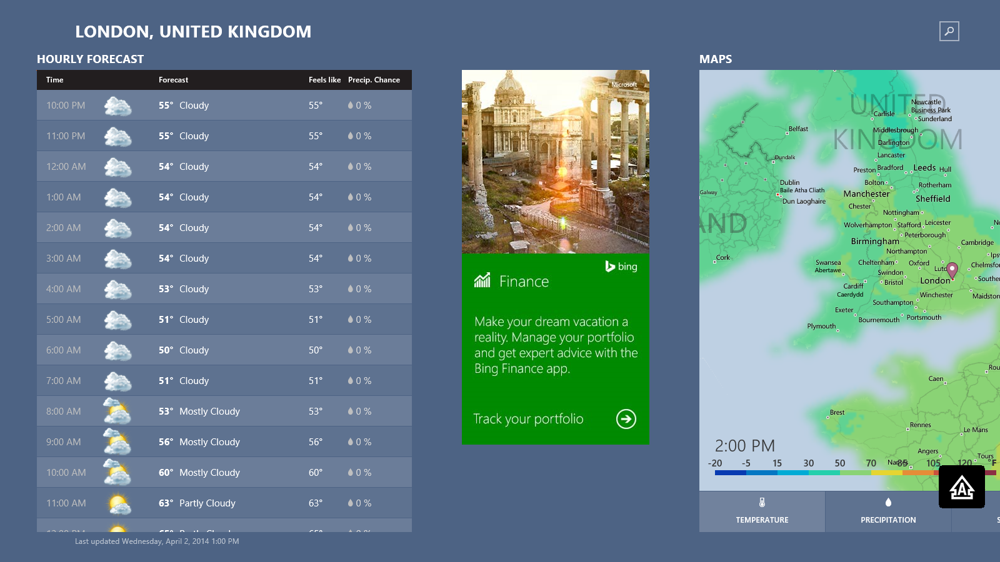 LONDON, UNITED KINGDOM
HOURLY FORECAST
Time Forecast Feels like Precip. Chance
10:00 PM 55° Cloudy 55° 0 %
11:00 PM 55° Cloudy 55° 0 %
12:00 AM 54° Cloudy 54° 0 %
1:00 AM 54° Cloudy 54° 0 %
2:00 AM 54° Cloudy 54° 0 %
3:00 AM 54° Cloudy 54° 0 %
4:00 AM 53° Cloudy 53° 0 %
5:00 AM 51° Cloudy 51° 0 %
6:00 AM 50° Cloudy 50° 0 %
7:00 AM 51° Cloudy 51° 0 %
8:00 AM 53° Mostly Cloudy 53° 0 %
9:00 AM 56° Mostly Cloudy 56° 0 %
10:00 AM 60° Mostly Cloudy 60° 0 %
11:00 AM 63° Partly Cloudy 63° 0 %
Last updated Wednesday, April 2, 2014 1:00 PM
Microsoft
bing
Finance
Make your dream vacation a
reality. Manage your portfolio
and get expert advice with the
Bing Finance app.
Track your portfolio
MAPS
UNITED
KINGDOM
Newcastle
Business Park
Carlisle
Sunderland
Belfast
Middlesbrough
Darlington
Dundalk
Lancaster
Preston
Bradford
Leeds
Hull
Dublin
Baile Atha Cliath
Bolton
Rotherham
Galway
Manchester
Dun Laoghaire
Sheffield
Chester
Nottingham
AND
Wolverhampton
Stafford
Leicester
Peterborough
Birmingham
Cambridge
Northampton
Cork
Swansea
Abertawe
Cheltenham
Oxford
Swindon
London
Cardiff
Caerdydd
Bristol
Winchester
Southampton
Exeter
Bournemouth
Portsmouth
Plymouth
Caen
Brest
Rennes
Le Mans
Angers
Tours
2:00 PM
-20 -5 15 30 50 70 85 105 120 °F
A
TEMPERATURE
PRECIPITATION